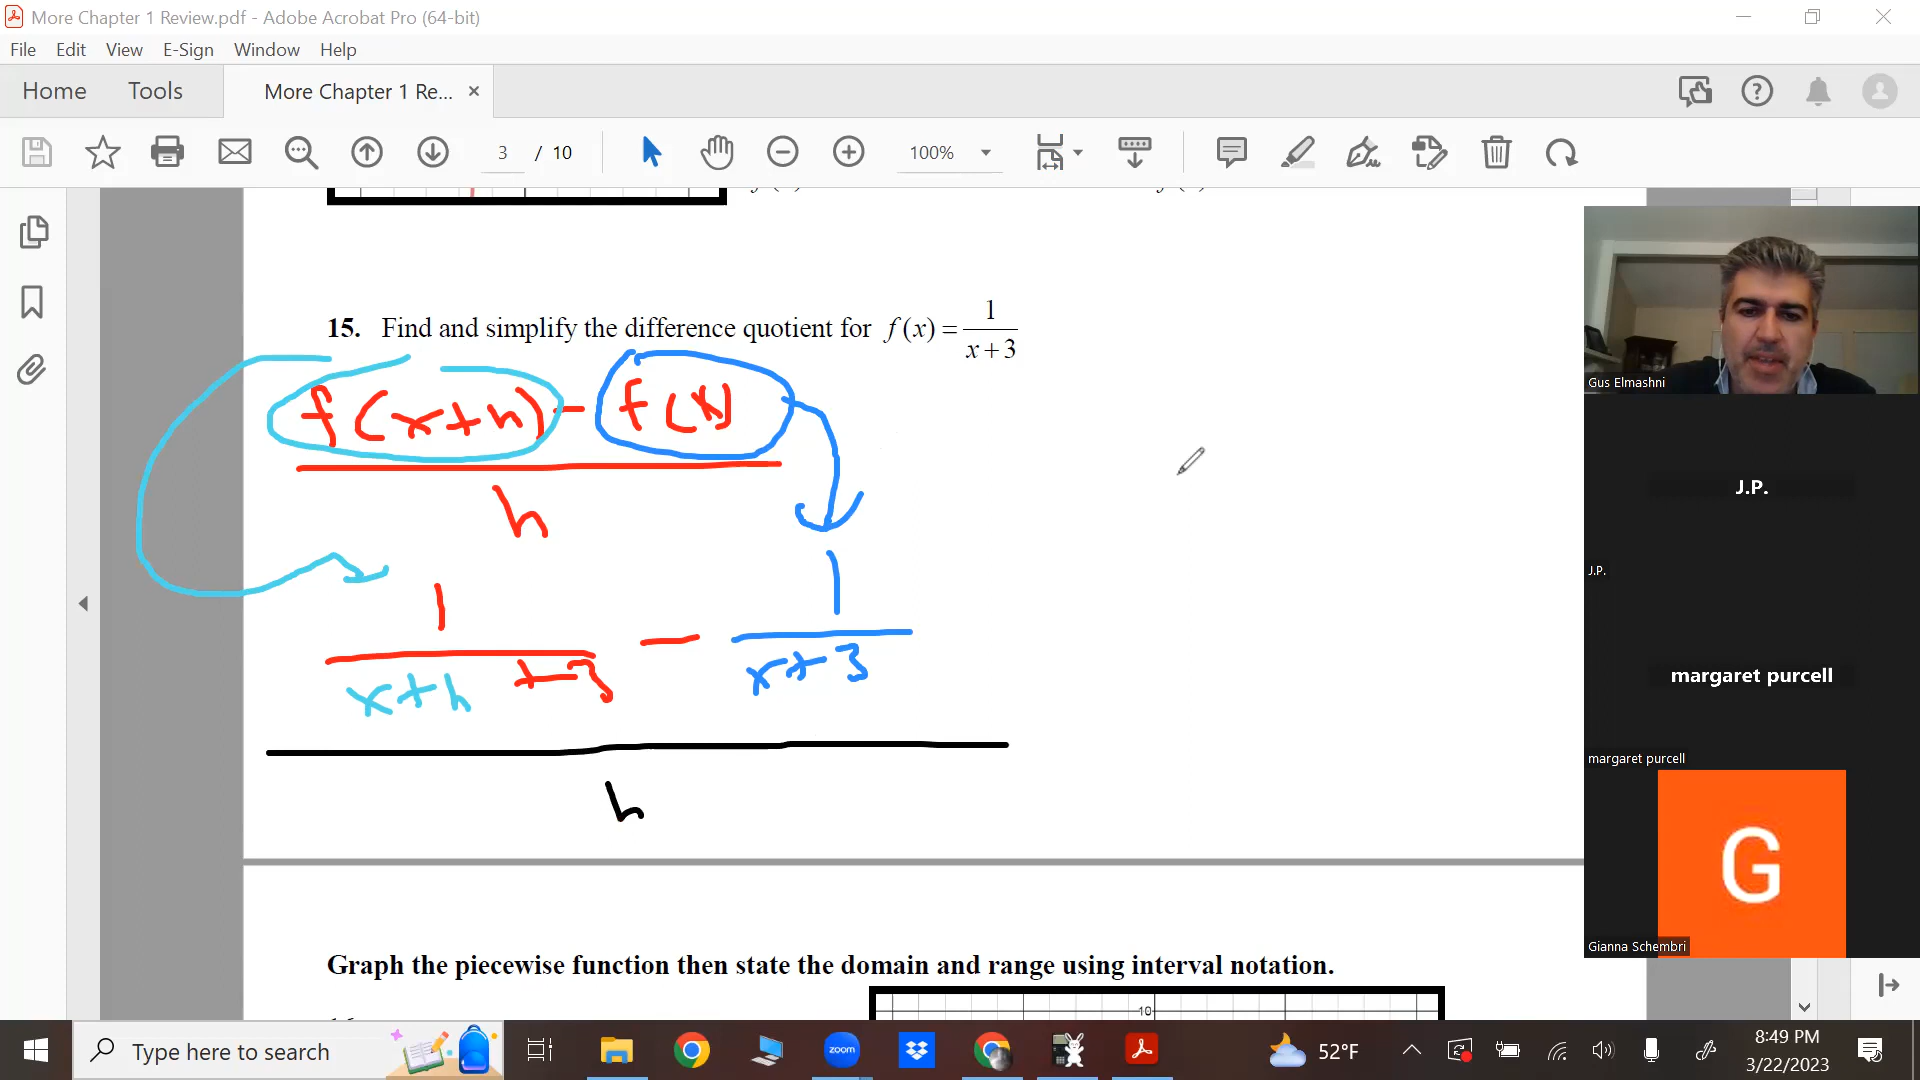 More Chapter 1 Review.pdf - Adobe Acrobat Pro (64-bit)
File Edit View E-Sign Window Help
Home Tools More Chapter 1 Re... ×
3 / 10 100%
15. Find and simplify the difference quotient for f(x) = 1/(x+3)
f(x+h) - f(x)
h
1 - 1
x+h +3 x+3
h
Graph the piecewise function then state the domain and range using interval notation.
10
Gus Elmashni
J.P.
J.P.
margaret purcell
margaret purcell
G
Gianna Schembri
Type here to search
zoom
52°F
8:49 PM
3/22/2023